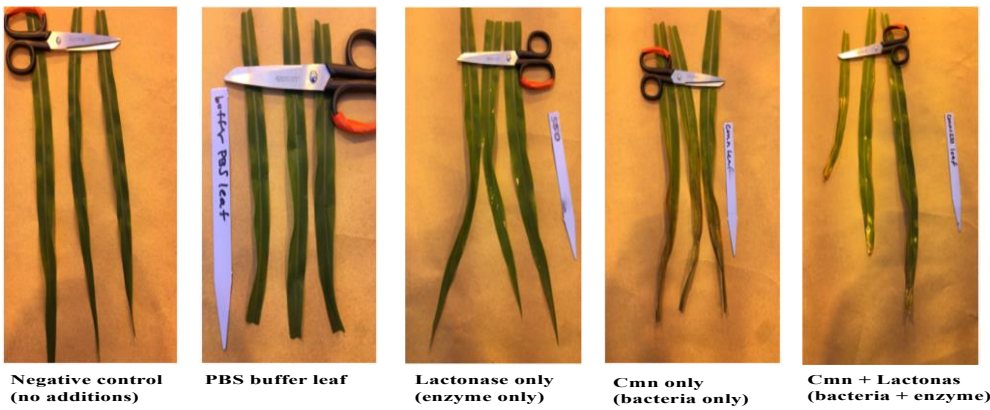 buffer PBS leaf
550
Cmn leaf
Negative control
(no additions)
PBS buffer leaf
Lactonase only
(enzyme only)
Cmn only
(bacteria only)
Cmn + Lactonas
(bacteria + enzyme)